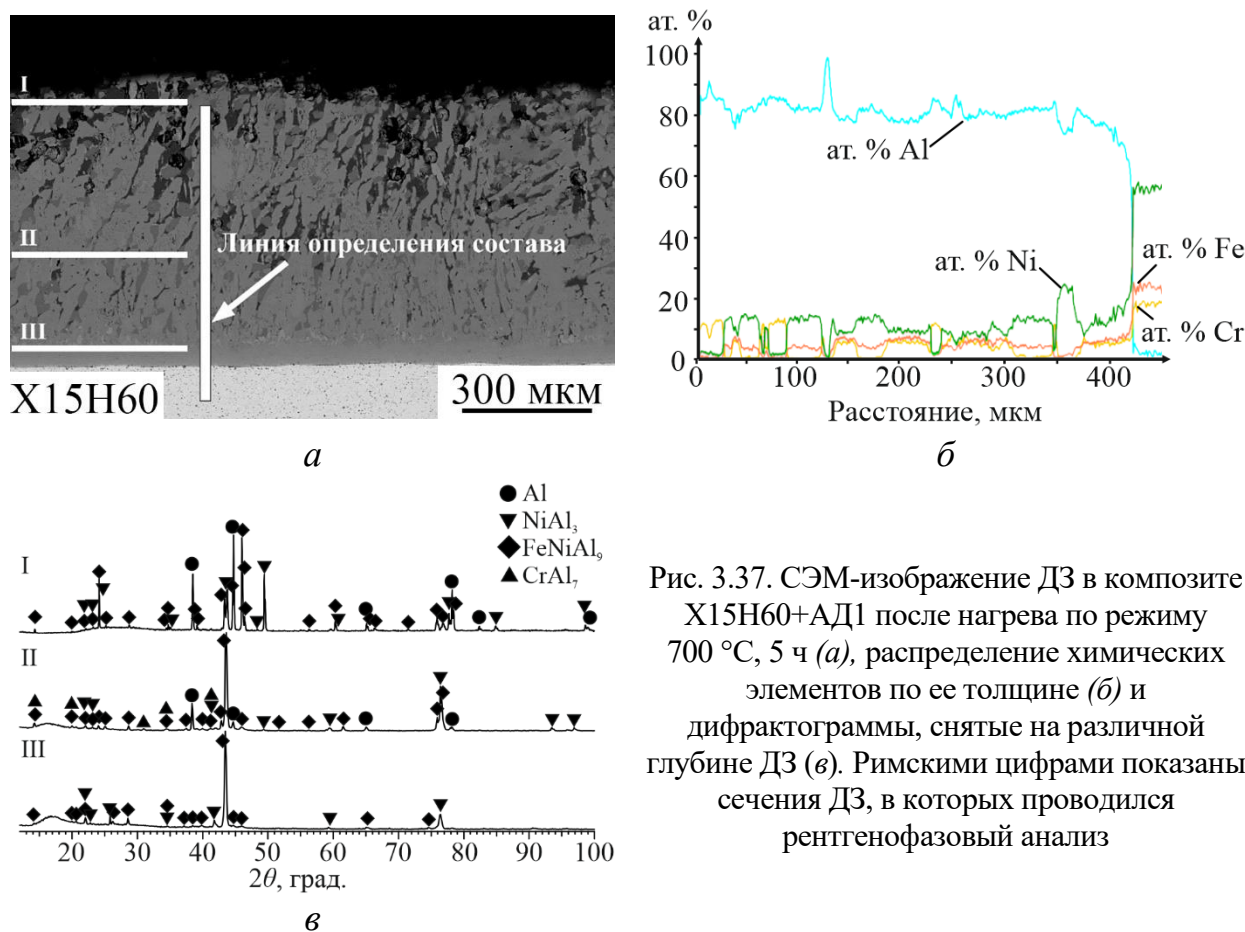 I
II
Линия определения состава
III
Х15Н60
300 мкм
а
ат. %
100
80
60
40
20
0
ат. % Al
ат. % Ni
ат. % Fe
ат. % Cr
0
100
200
300
400
Расстояние, мкм
б
Al
NiAl₃
FeNiAl₉
CrAl₇
I
II
III
20
30
40
50
60
70
80
90
100
2θ, град.
в
Рис. 3.37. СЭМ-изображение ДЗ в композите
Х15Н60+АД1 после нагрева по режиму
700 °С, 5 ч (а), распределение химических
элементов по ее толщине (б) и
дифрактограммы, снятые на различной
глубине ДЗ (в). Римскими цифрами показаны
сечения ДЗ, в которых проводился
рентгенофазовый анализ